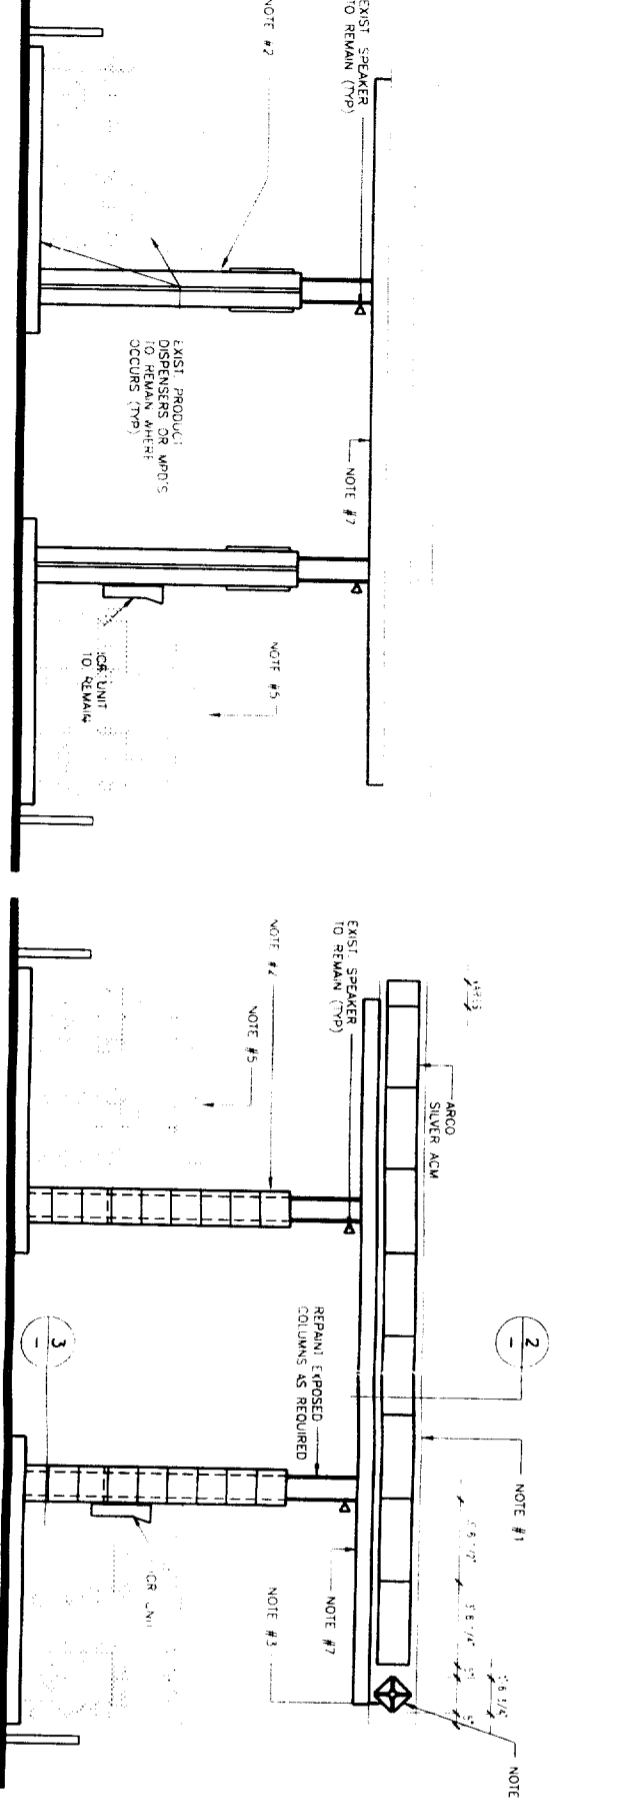 EXIST SPEAKER
TO REMAIN (TYP)
NOTE #2
EXIST. PRODUCT
DISPENSERS OR MPD'S
TO REMAIN WHERE
OCCURS (TYP)
NOTE #7
NOTE #5
UNIT
TO REMAIN
EXIST SPEAKER
TO REMAIN (TYP)
NOTE
NOTE #5
ARCO
SILVER ACM
2
-
3
-
REPAINT EXPOSED
COLUMNS AS REQUIRED
NOTE #1
NOTE #7
NOTE #3
UNIT
NOTE